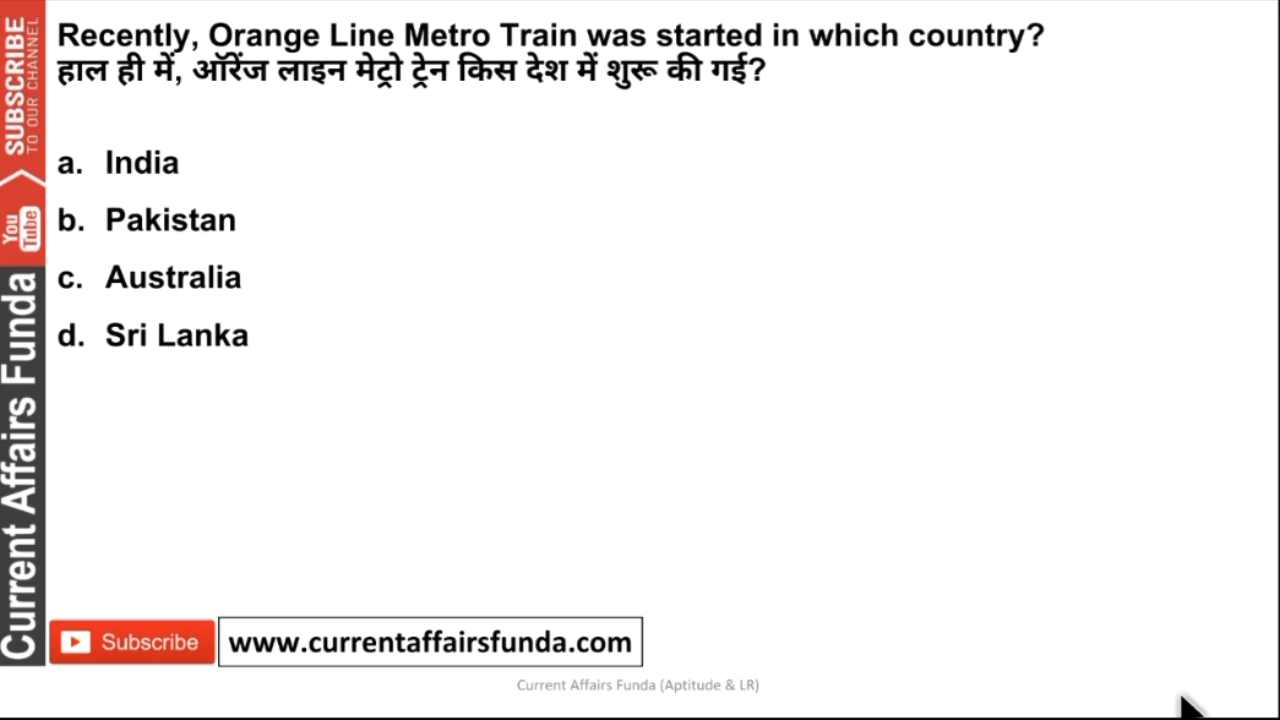 Recently, Orange Line Metro Train was started in which country?
हाल ही में, ऑरेंज लाइन मेट्रो ट्रेन किस देश में शुरू की गई?
a. India
b. Pakistan
c. Australia
d. Sri Lanka
SUBSCRIBE
TO OUR CHANNEL
You
Tube
Current Affairs Funda
Subscribe
www.currentaffairsfunda.com
Current Affairs Funda (Aptitude & LR)